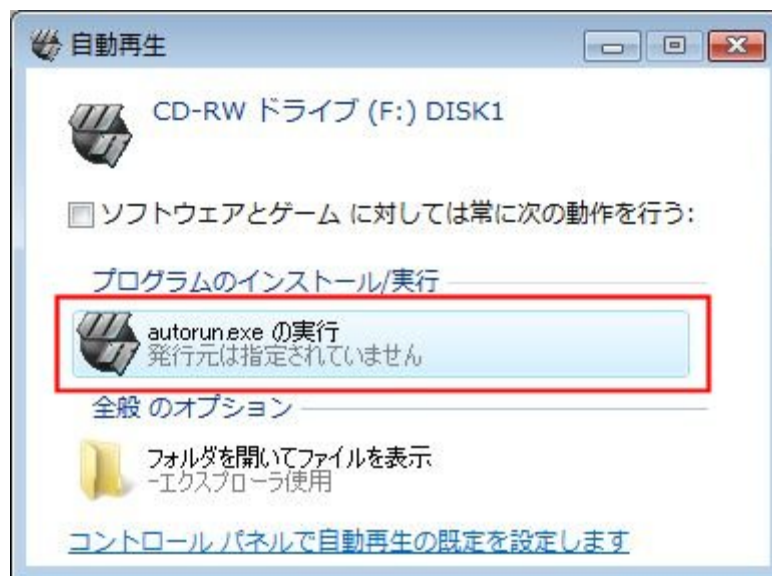 自動再生
CD-RW ドライブ (F:) DISK1
ソフトウェアとゲーム に対しては常に次の動作を行う:
プログラムのインストール/実行
autorun.exe の実行
発行元は指定されていません
全般 のオプション
フォルダを開いてファイルを表示
-エクスプローラ使用
コントロール パネルで自動再生の既定を設定します